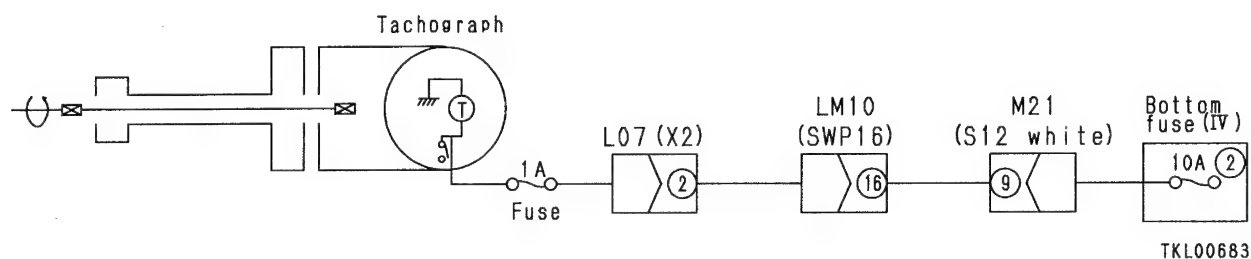 Tachograph
T
1A
Fuse
L07 (X2)
2
LM10
(SWP16)
16
M21
(S12 white)
9
Bottom
fuse (IV)
10A 2
TKL00683